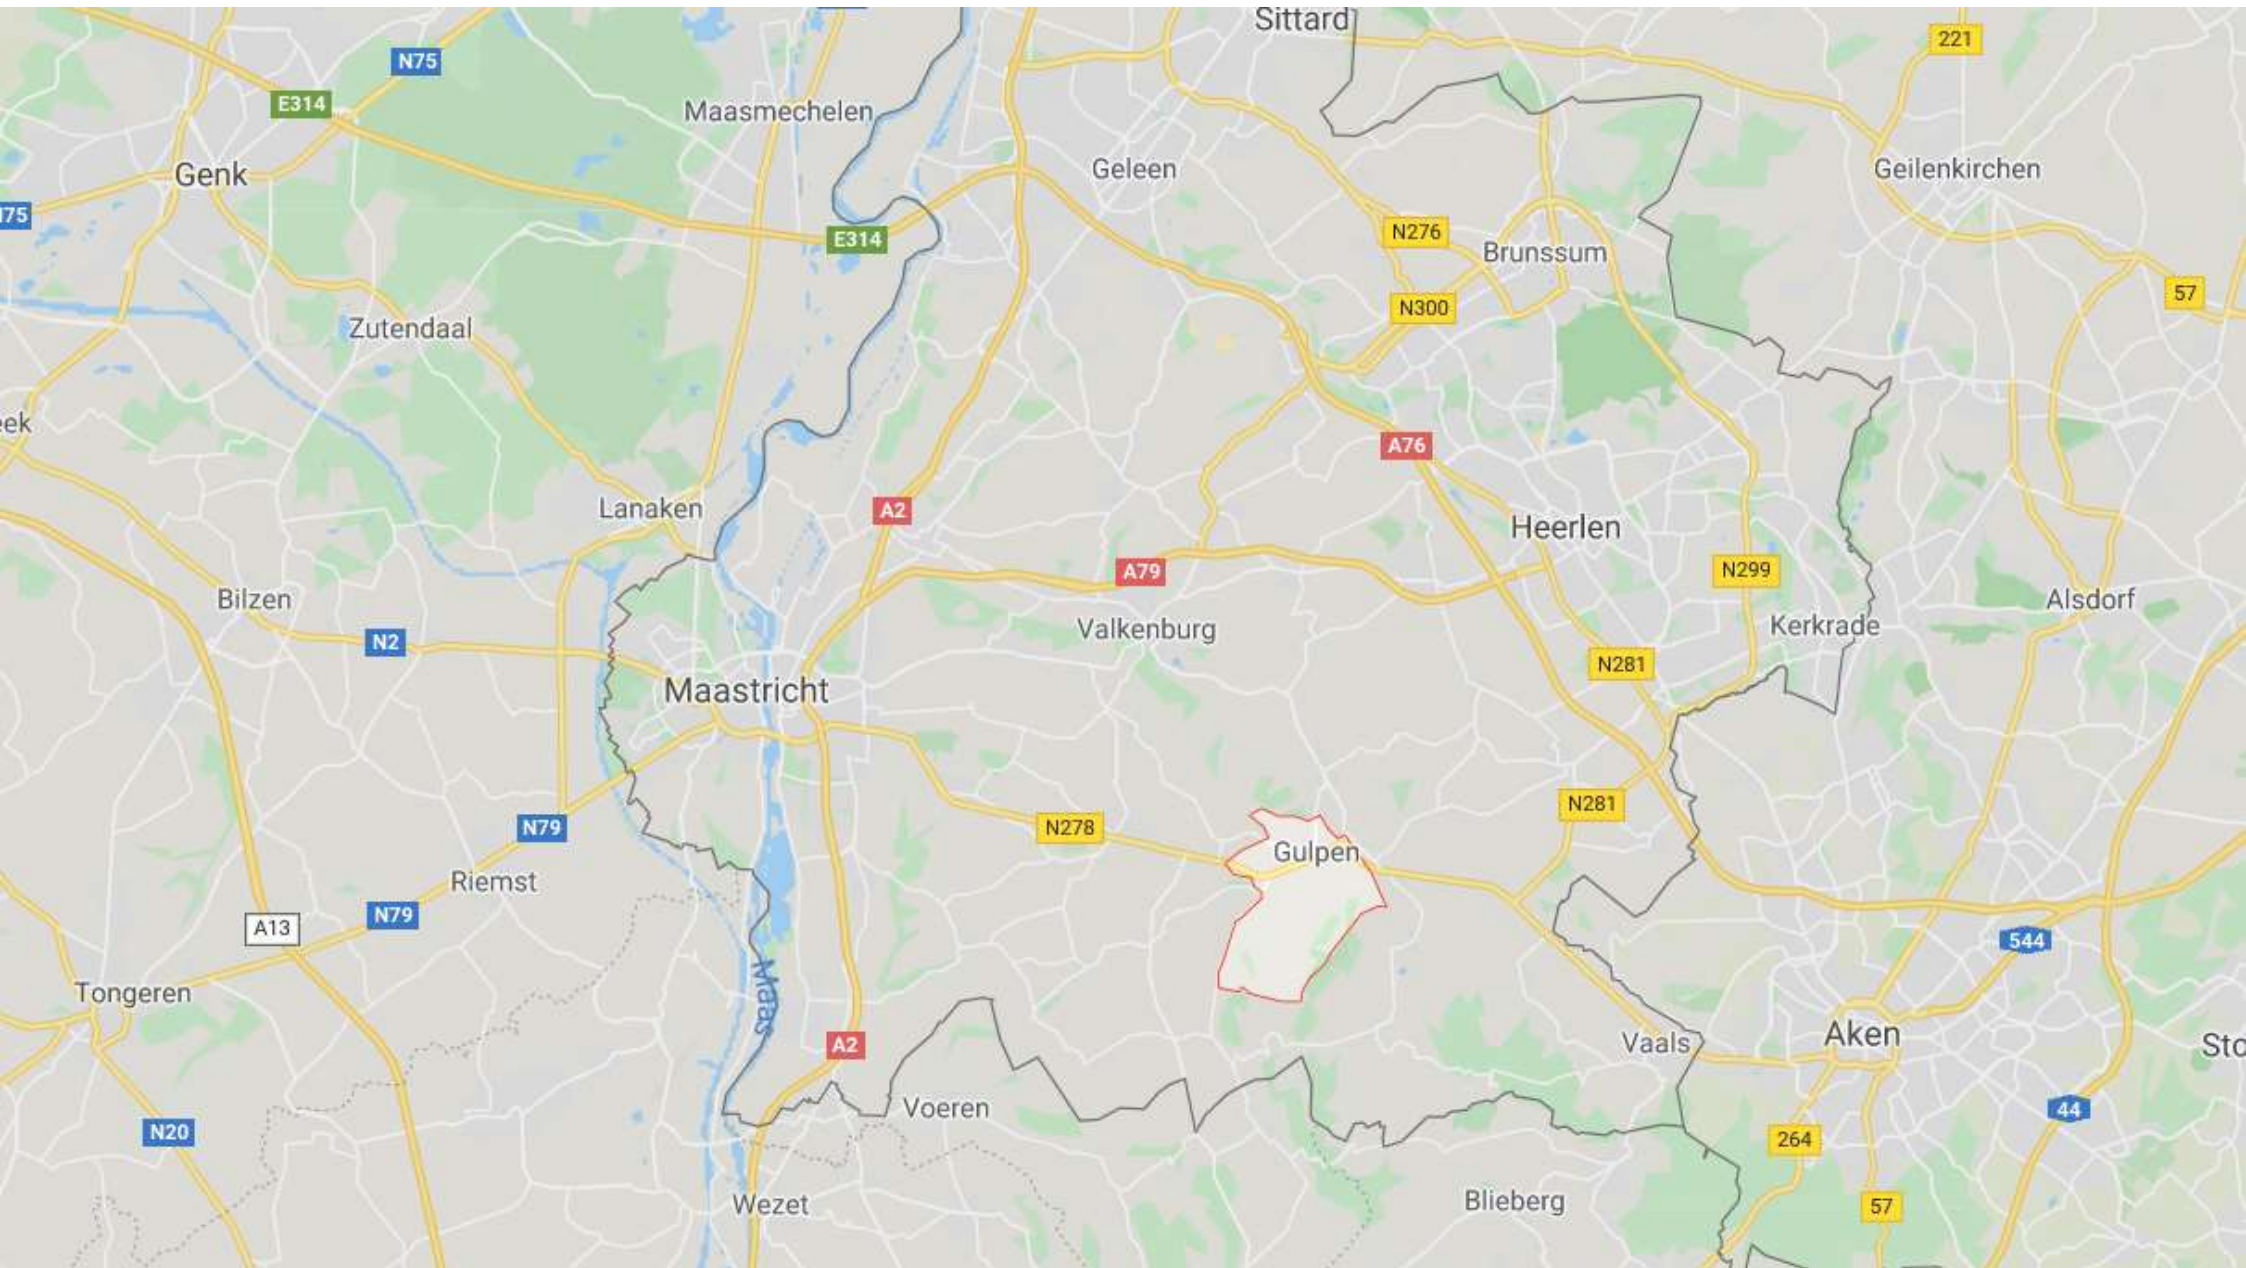 Sittard
221
N75
E314
Maasmechelen
Genk
Geleen
Geilenkirchen
N276
E314
Brunssum
57
N300
Zutendaal
A76
Lanaken
A2
Heerlen
A79
N299
Bilzen
Alsdorf
Valkenburg
Kerkrade
N2
N281
Maastricht
N281
N79
N278
Gulpen
Riemst
N79
A13
544
Tongeren
Maas
Aken
A2
Vaals
Voeren
44
N20
264
Wezet
Blieberg
57